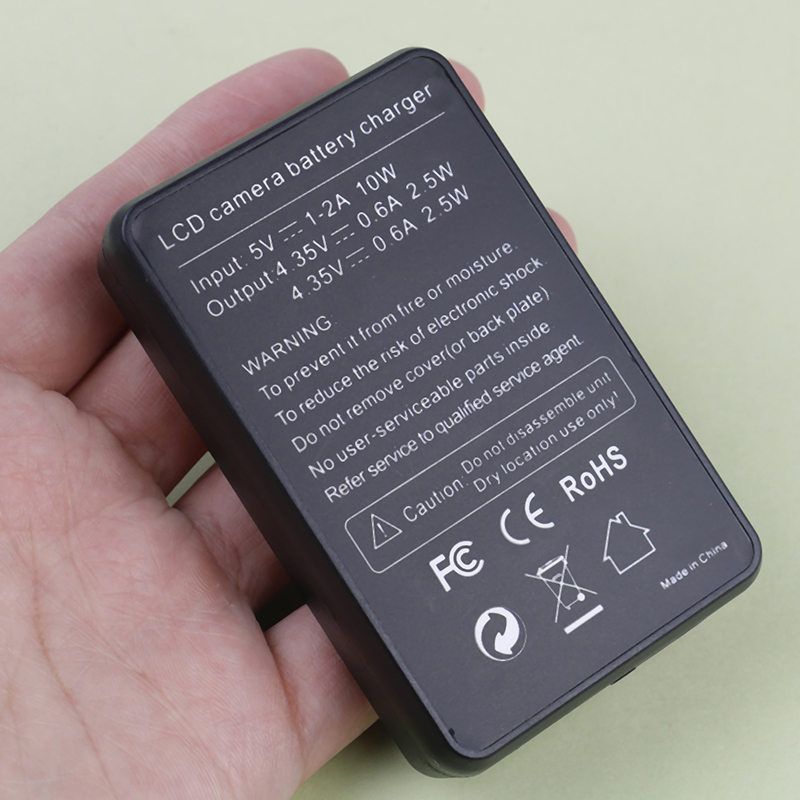 LCD camera battery charger
Input: 5V ⎓ 1-2A 10W
Output:4.35V ⎓ 0.6A 2.5W
4.35V ⎓ 0.6A 2.5W
WARNING:
To prevent it from fire or moisture.
To reduce the risk of electronic shock
Do not remove cover(or back plate)
No user-serviceable parts inside
Refer service to qualified service agent.
Caution: Do not disassemble unit
Dry location use only!
FC CE RoHS
Made in China